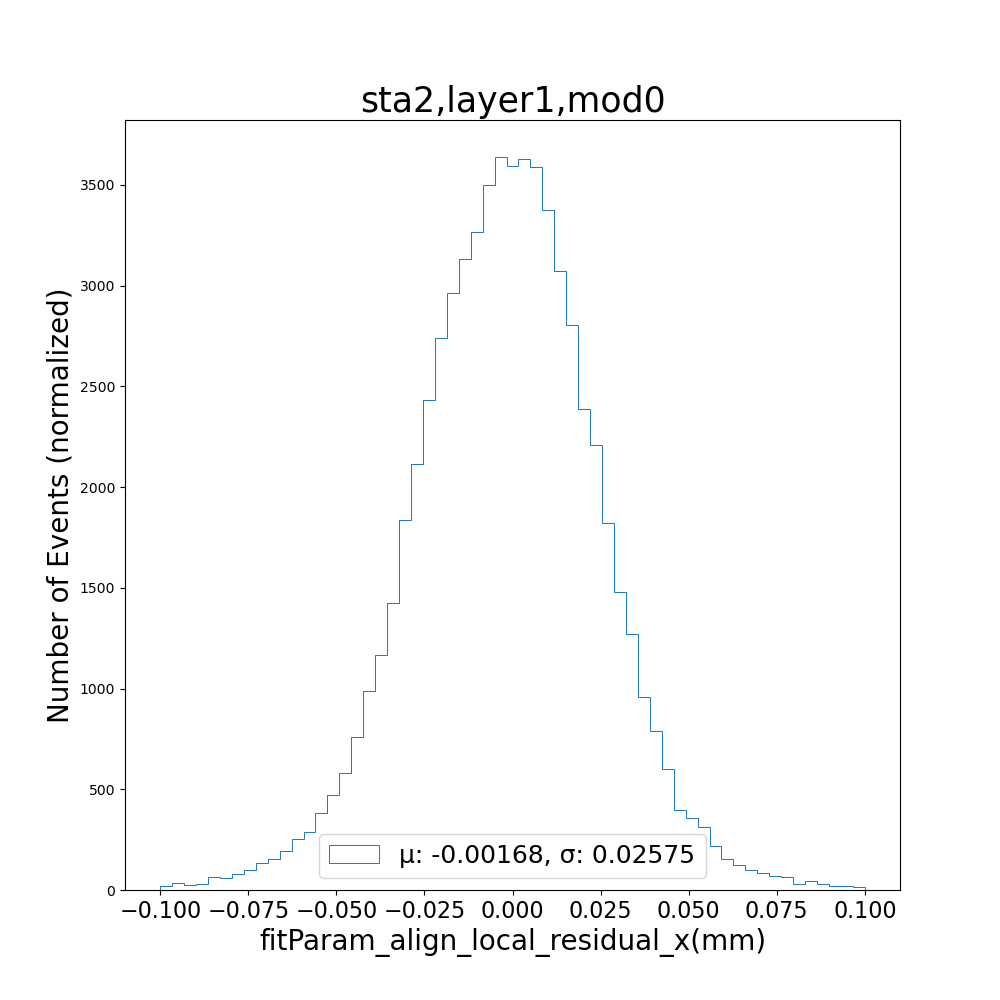 sta2,layer1,mod0
Number of Events (normalized)
3500
3000
2500
2000
1500
1000
500
0
μ: -0.00168, σ: 0.02575
−0.100 −0.075 −0.050 −0.025 0.000 0.025 0.050 0.075 0.100
fitParam_align_local_residual_x(mm)